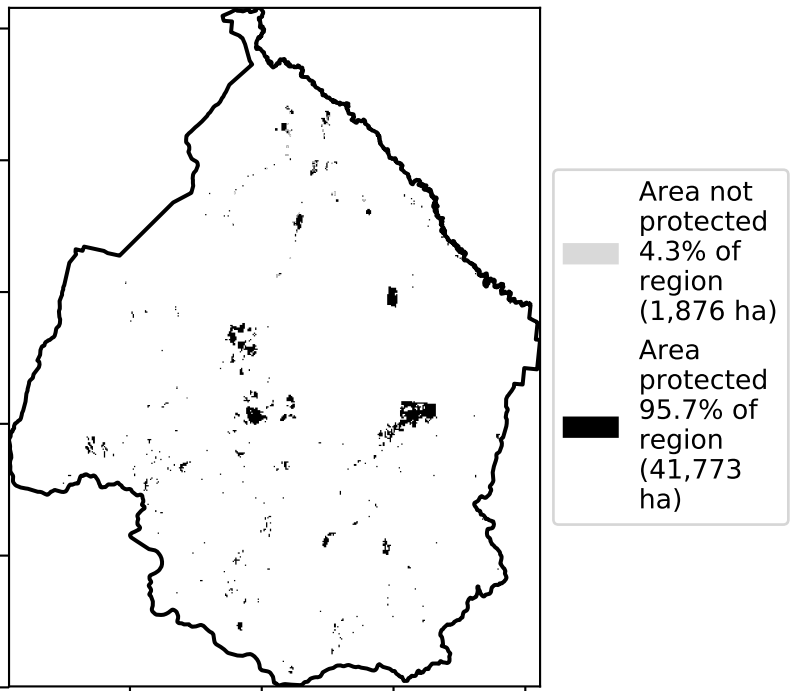 Area not
protected
4.3% of
region
(1,876 ha)
Area
protected
95.7% of
region
(41,773
ha)